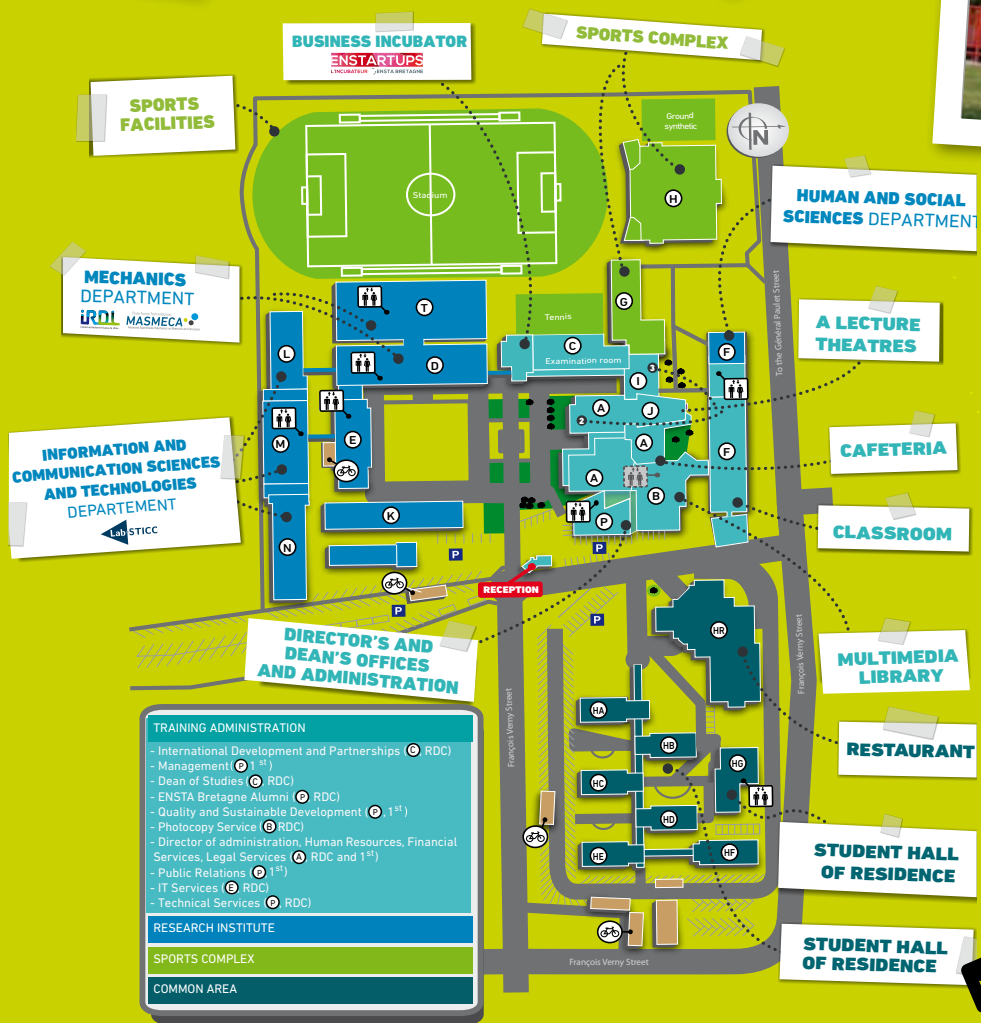 BUSINESS INCUBATOR
ENSTARTUPS
L'INCUBATEUR ENSTA BRETAGNE
SPORTS COMPLEX
SPORTS
FACILITIES
Ground
synthetic
N
Stadium
H
HUMAN AND SOCIAL
SCIENCES DEPARTMENT
MECHANICS
DEPARTMENT
IRDL
MASMECA
T
G
To the Général Paulet Street
Tennis
A LECTURE
THEATRES
L
D
C
Examination room
F
I
3
A
J
2
M
E
A
F
A
B
CAFETERIA
INFORMATION AND
COMMUNICATION SCIENCES
AND TECHNOLOGIES
DEPARTEMENT
Lab STICC
K
P
CLASSROOM
N
P
P
RECEPTION
P
P
DIRECTOR'S AND
DEAN'S OFFICES
AND ADMINISTRATION
HR
François Verny Street
MULTIMEDIA
LIBRARY
François Verny Street
HA
HB
HG
HC
HD
HE
HF
RESTAURANT
STUDENT HALL
OF RESIDENCE
STUDENT HALL
OF RESIDENCE
François Verny Street
TRAINING ADMINISTRATION
- International Development and Partnerships (C RDC)
- Management (P 1 st)
- Dean of Studies (C, RDC)
- ENSTA Bretagne Alumni (P RDC)
- Quality and Sustainable Development (P, 1st)
- Photocopy Service (B RDC)
- Director of administration, Human Resources, Financial
Services, Legal Services (A RDC and 1st)
- Public Relations (P 1st)
- IT Services (E RDC)
- Technical Services (P, RDC)
RESEARCH INSTITUTE
SPORTS COMPLEX
COMMON AREA